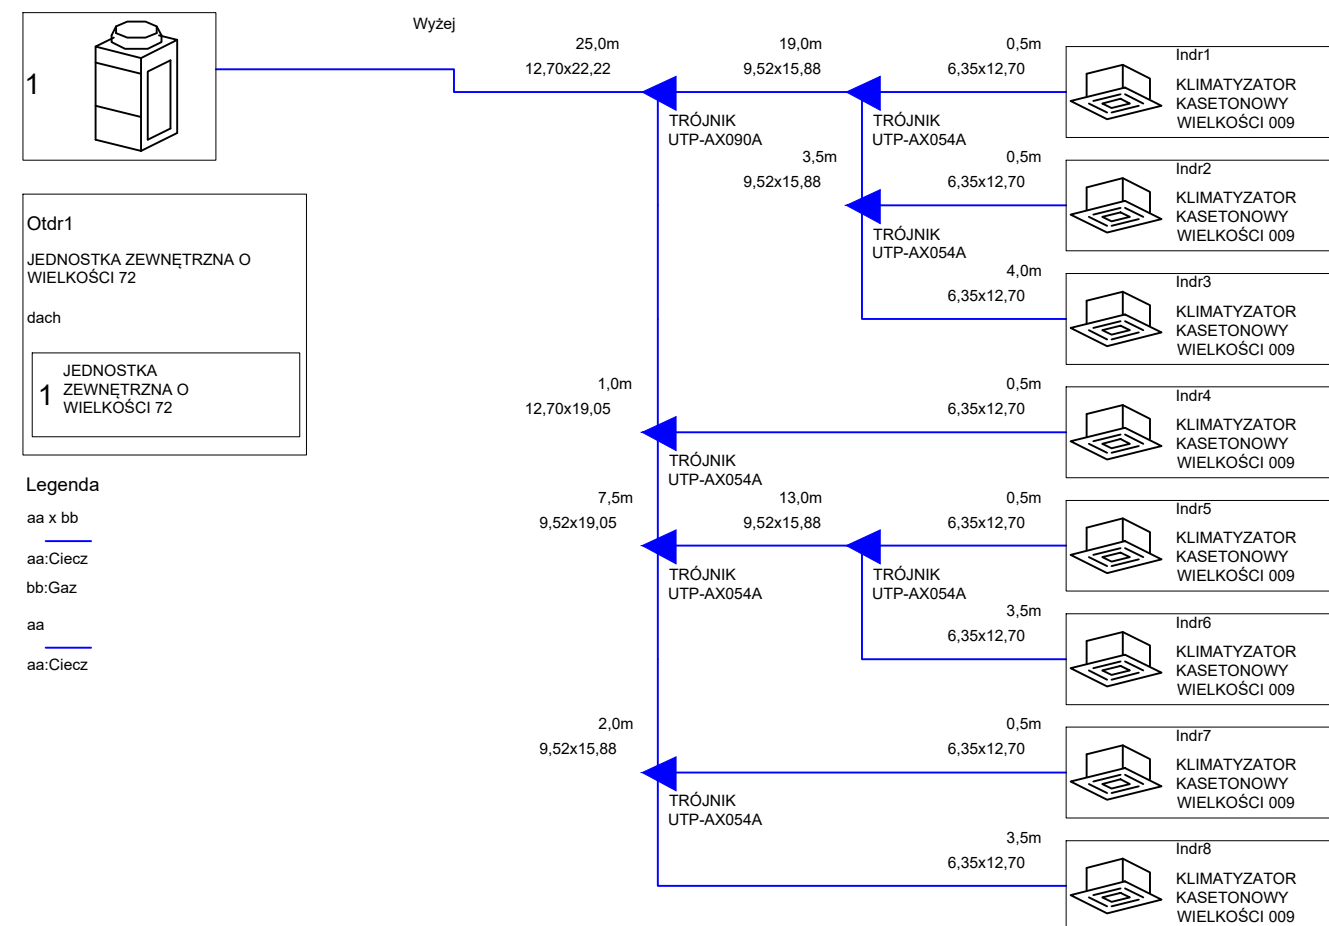 Wyżej
1
25,0m
12,70x22,22
19,0m
9,52x15,88
0,5m
6,35x12,70
TRÓJNIK
UTP-AX090A
TRÓJNIK
UTP-AX054A
Indr1
KLIMATYZATOR
KASETONOWY
WIELKOŚCI 009
3,5m
9,52x15,88
0,5m
6,35x12,70
TRÓJNIK
UTP-AX054A
Indr2
KLIMATYZATOR
KASETONOWY
WIELKOŚCI 009
4,0m
6,35x12,70
Indr3
KLIMATYZATOR
KASETONOWY
WIELKOŚCI 009
Otdr1
JEDNOSTKA ZEWNĘTRZNA O
WIELKOŚCI 72
dach
1
JEDNOSTKA
ZEWNĘTRZNA O
WIELKOŚCI 72
1,0m
12,70x19,05
0,5m
6,35x12,70
TRÓJNIK
UTP-AX054A
Indr4
KLIMATYZATOR
KASETONOWY
WIELKOŚCI 009
Legenda
aa x bb
aa:Ciecz
bb:Gaz
aa
aa:Ciecz
7,5m
9,52x19,05
13,0m
9,52x15,88
0,5m
6,35x12,70
TRÓJNIK
UTP-AX054A
TRÓJNIK
UTP-AX054A
Indr5
KLIMATYZATOR
KASETONOWY
WIELKOŚCI 009
3,5m
6,35x12,70
Indr6
KLIMATYZATOR
KASETONOWY
WIELKOŚCI 009
2,0m
9,52x15,88
0,5m
6,35x12,70
TRÓJNIK
UTP-AX054A
Indr7
KLIMATYZATOR
KASETONOWY
WIELKOŚCI 009
3,5m
6,35x12,70
Indr8
KLIMATYZATOR
KASETONOWY
WIELKOŚCI 009